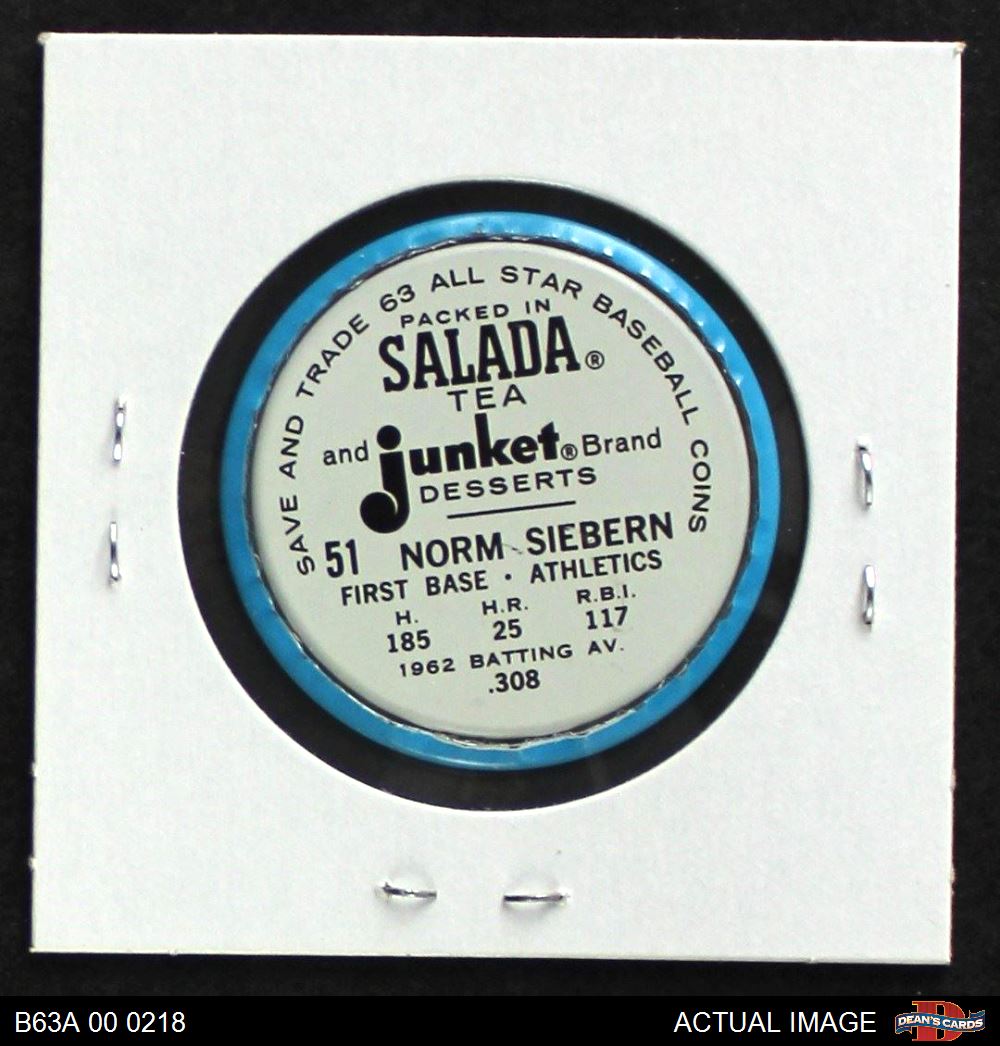 SAVE AND TRADE 63 ALL STAR BASEBALL COINS
PACKED IN
SALADA®
TEA
and junket® Brand
DESSERTS
51 NORM SIEBERN
FIRST BASE • ATHLETICS
H. H.R. R.B.I.
185 25 117
1962 BATTING AV.
.308
B63A 00 0218
ACTUAL IMAGE
DEAN'S CARDS